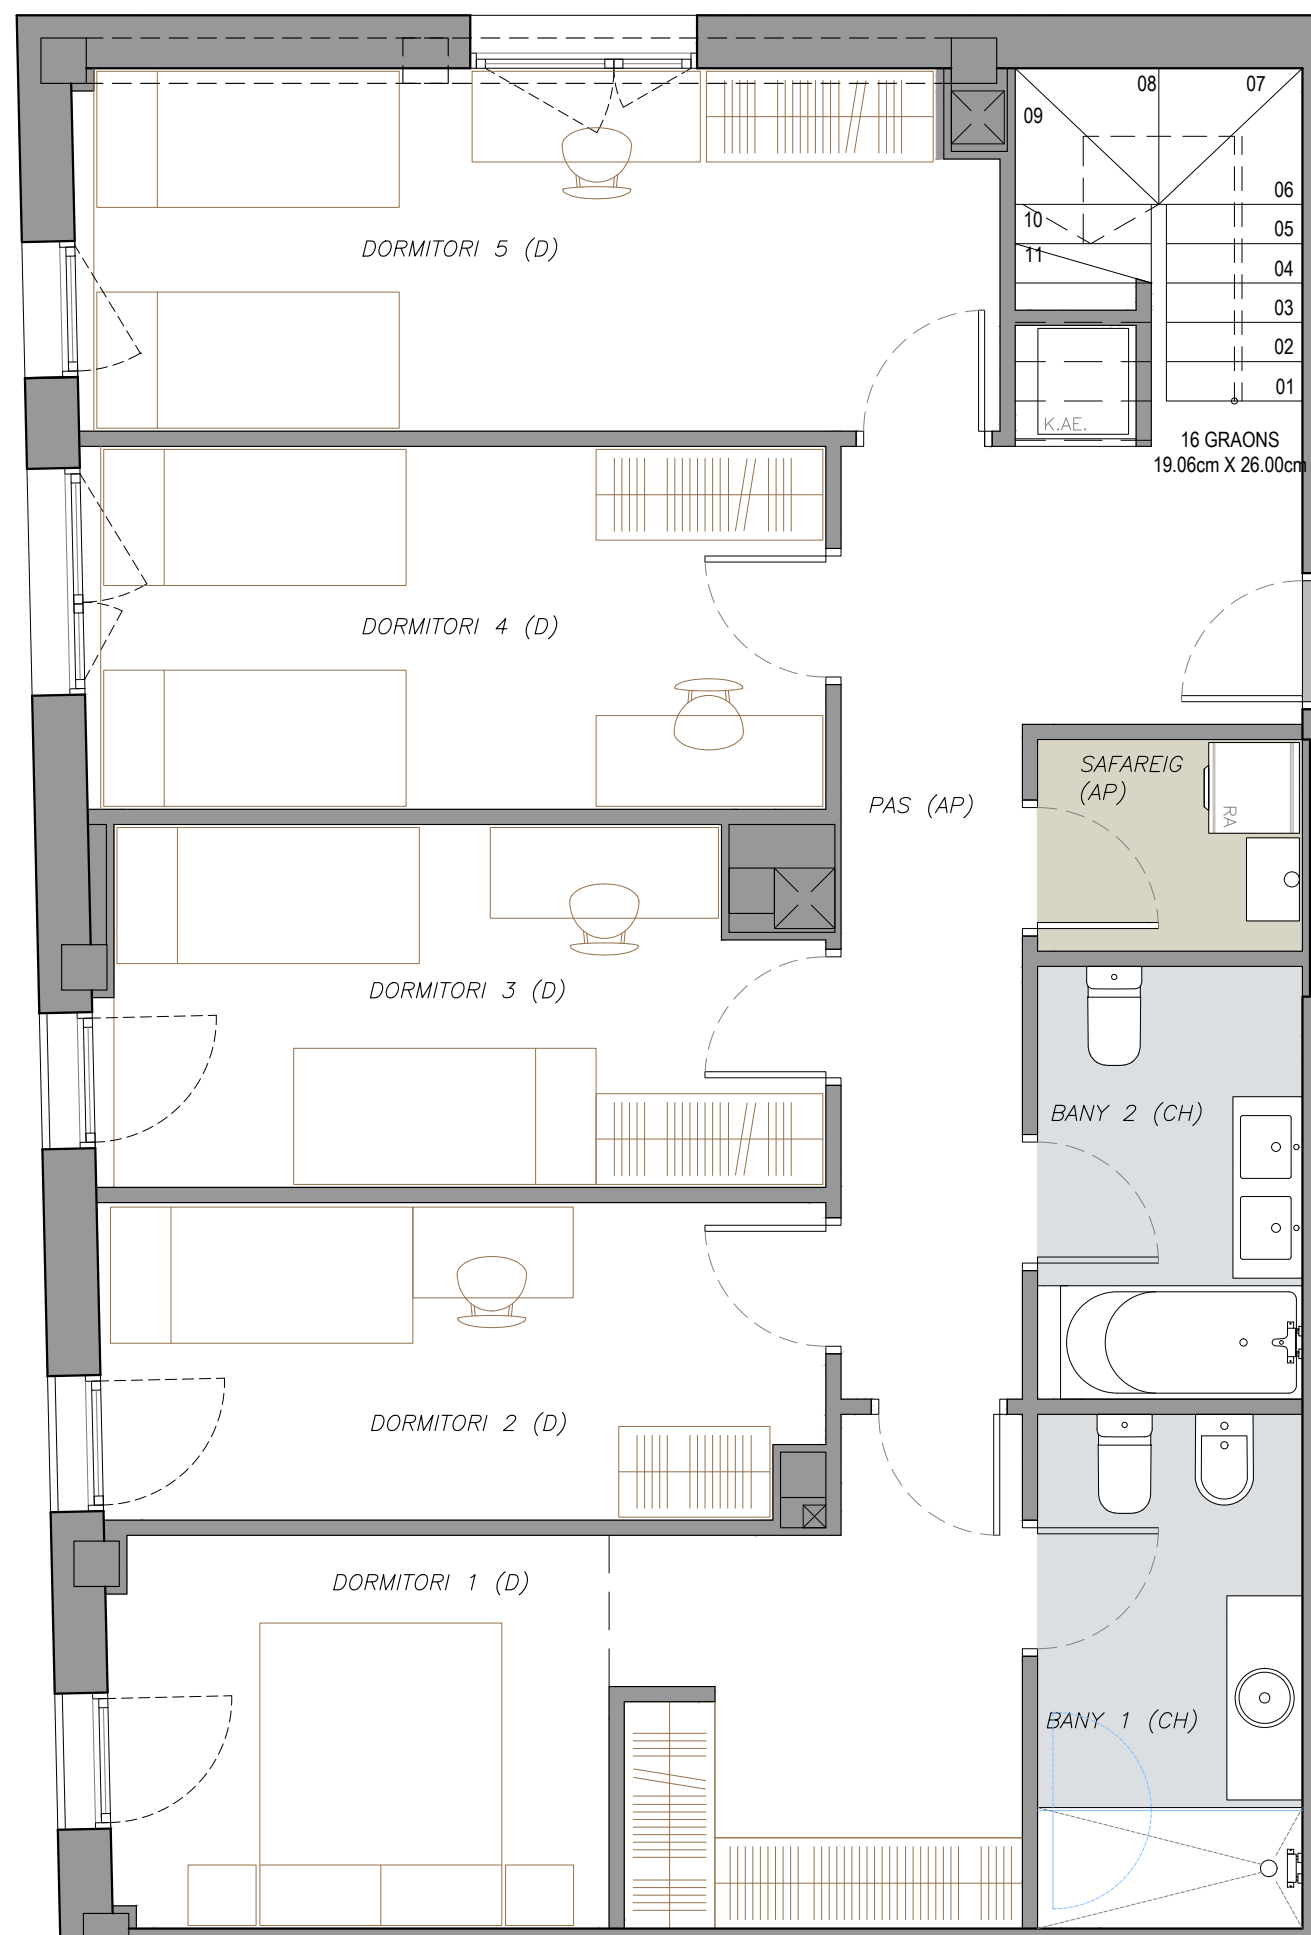 08
07
09
06
10
05
11
04
03
02
01
DORMITORI 5 (D)
K.AE.
16 GRAONS
19.06cm X 26.00cm
DORMITORI 4 (D)
SAFAREIG
(AP)
RA
PAS (AP)
DORMITORI 3 (D)
BANY 2 (CH)
DORMITORI 2 (D)
DORMITORI 1 (D)
BANY 1 (CH)